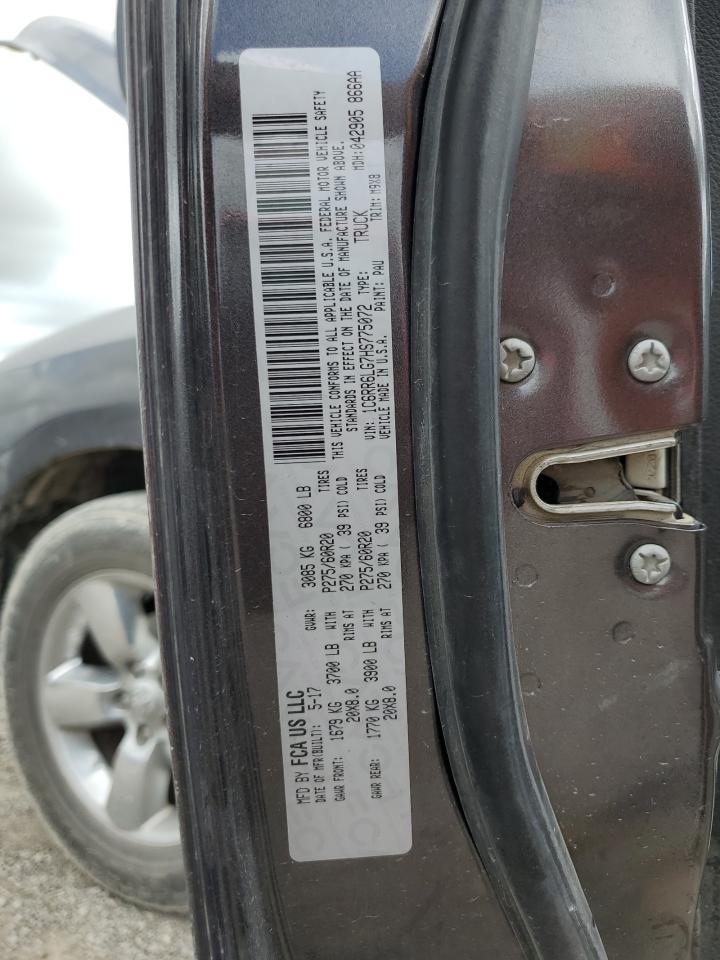 MFD BY FCA US LLC
DATE OF MFR(BUILT): 5-17 GVWR: 3085 KG 6800 LB
GAWR FRONT: 1679 KG 3700 LB WITH P275/60R20 TIRES
20X8.0 RIMS AT 270 KPA ( 39 PSI) COLD
GAWR REAR: 1770 KG 3900 LB WITH P275/60R20 TIRES
20X8.0 RIMS AT 270 KPA ( 39 PSI) COLD
THIS VEHICLE CONFORMS TO ALL APPLICABLE U.S.A. FEDERAL MOTOR VEHICLE SAFETY
STANDARDS IN EFFECT ON THE DATE OF MANUFACTURE SHOWN ABOVE.
MDH:042905 866AA
VIN: 1C6RR6LG7HS775072 TYPE: TRUCK
VEHICLE MADE IN U.S.A. PAINT: PAU TRIM: M9X8